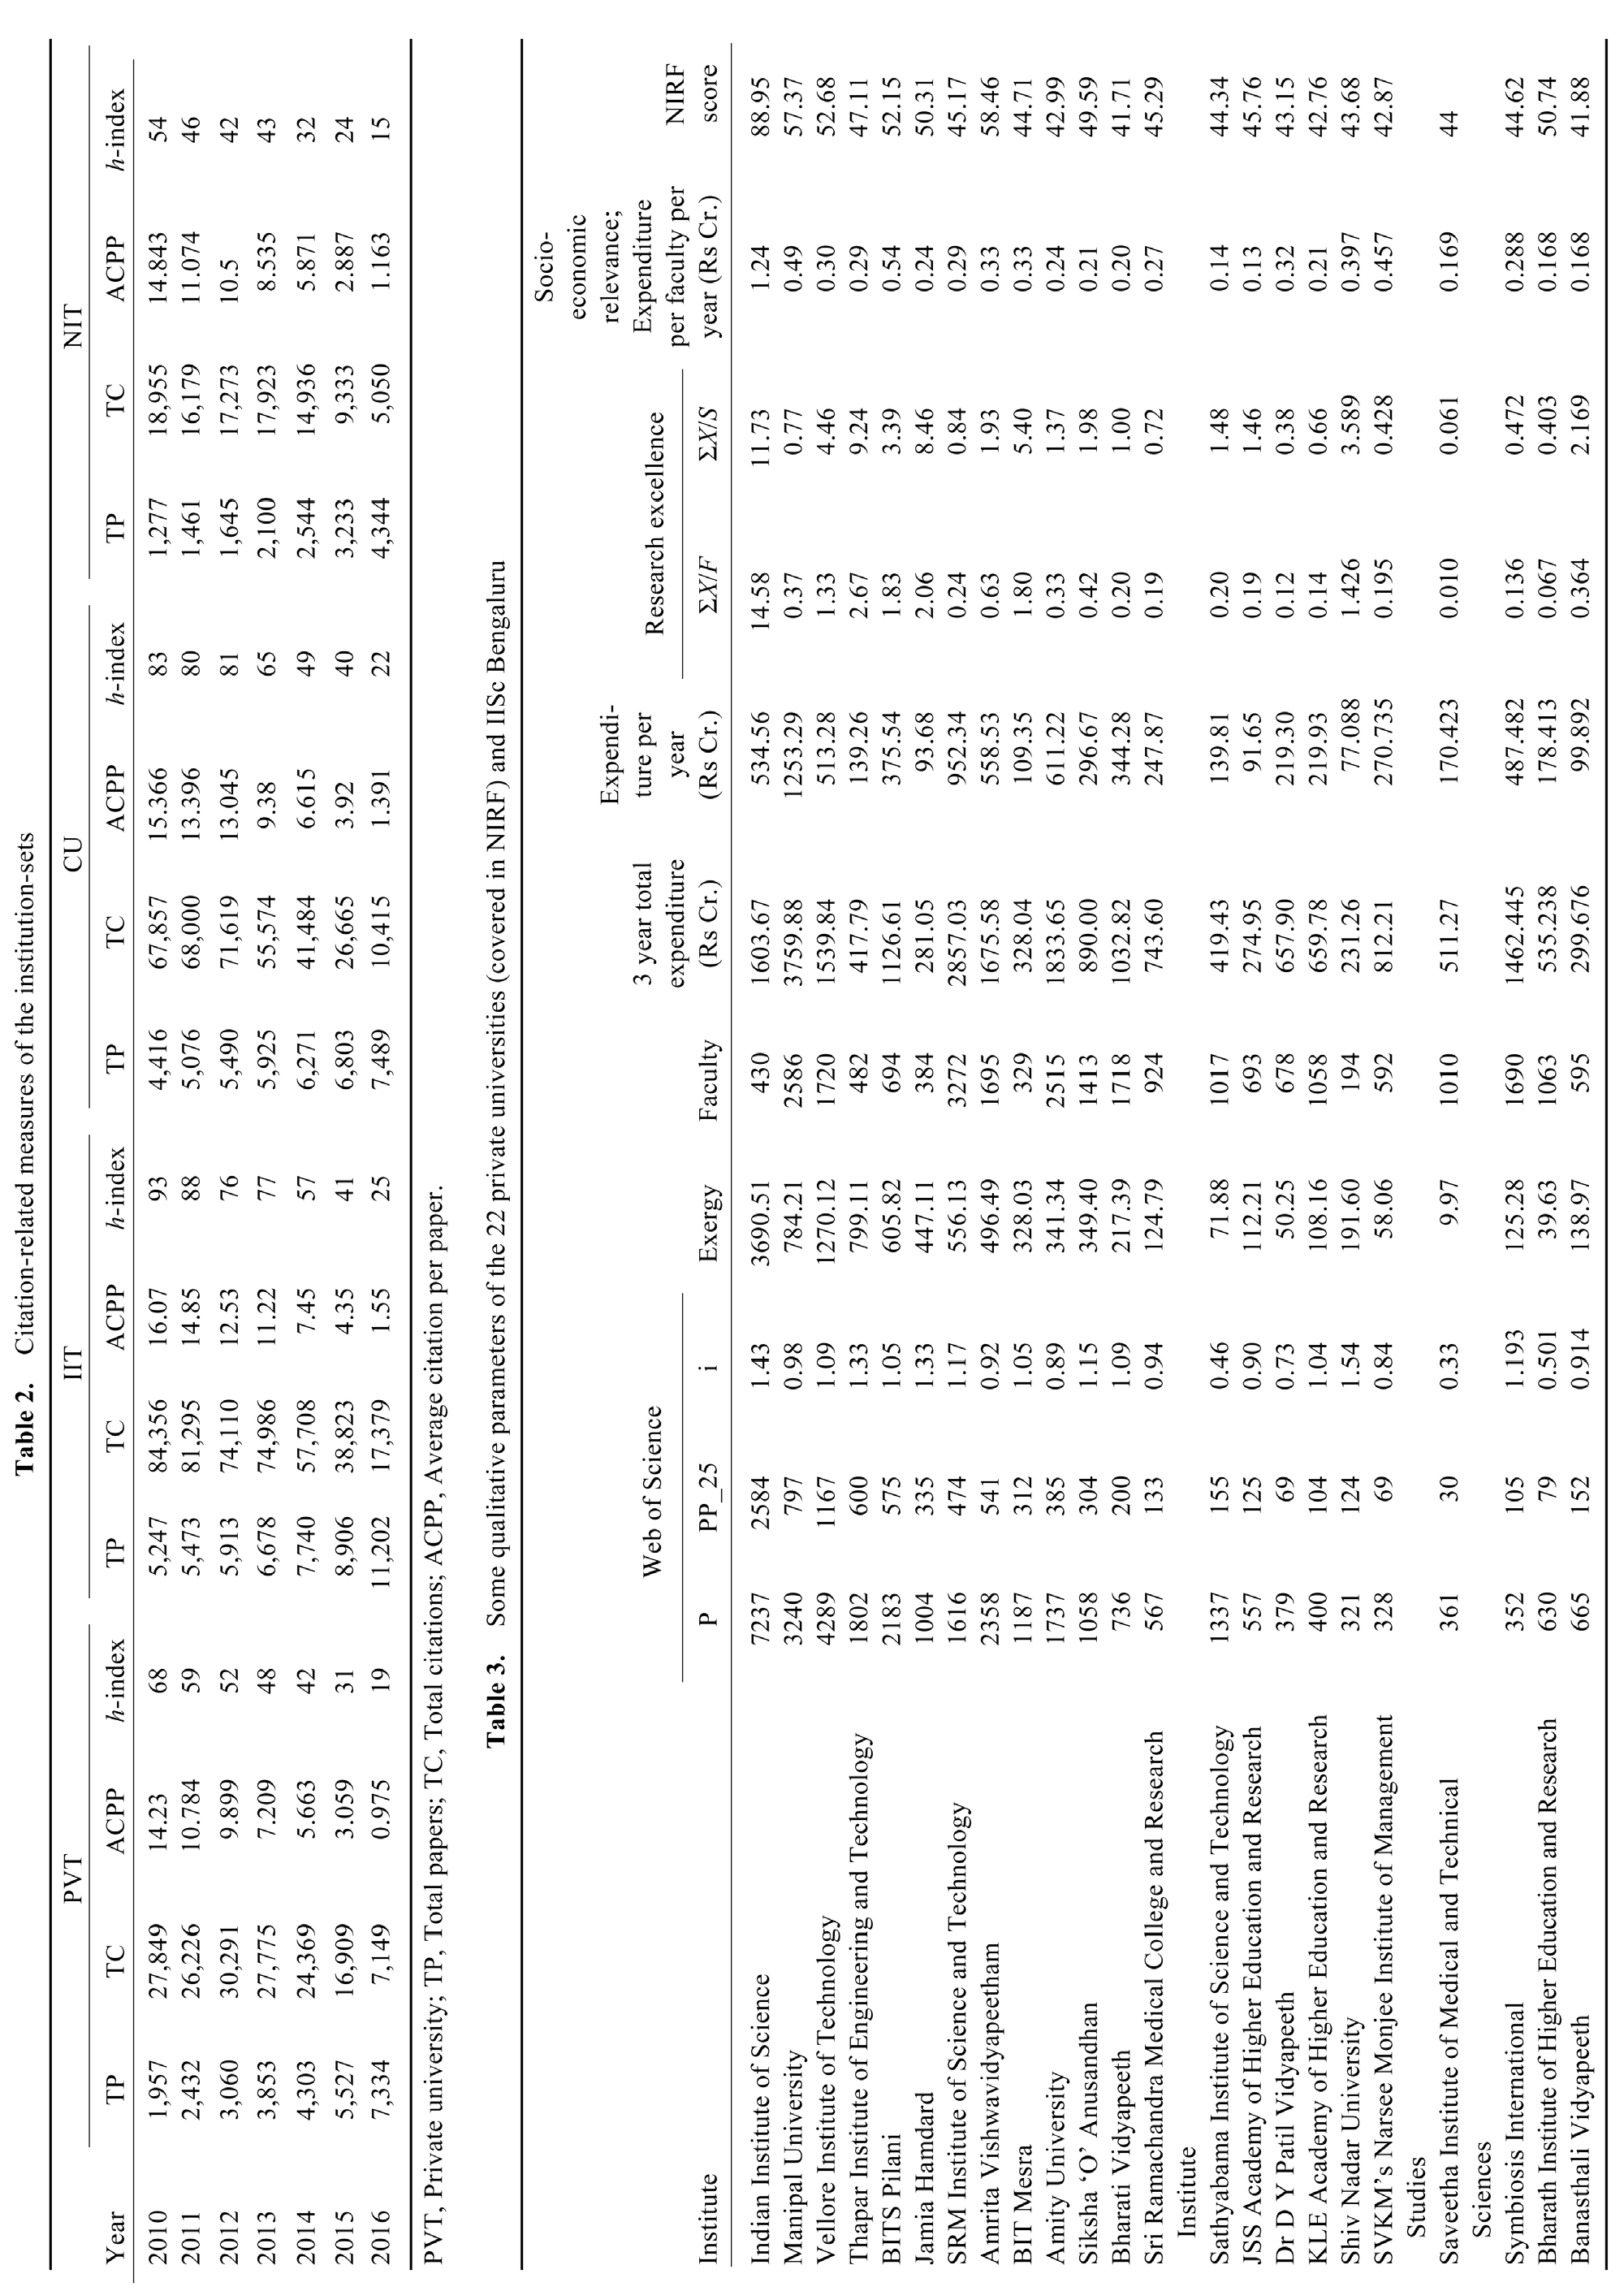 Table 2. Citation-related measures of the institution-sets
PVT IIT CU NIT
Year TP TC ACPP h-index TP TC ACPP h-index TP TC ACPP h-index TP TC ACPP h-index
2010 1,957 27,849 14.23 68 5,247 84,356 16.07 93 4,416 67,857 15.366 83 1,277 18,955 14.843 54
2011 2,432 26,226 10.784 59 5,473 81,295 14.85 88 5,076 68,000 13.396 80 1,461 16,179 11.074 46
2012 3,060 30,291 9.899 52 5,913 74,110 12.53 76 5,490 71,619 13.045 81 1,645 17,273 10.5 42
2013 3,853 27,775 7.209 48 6,678 74,986 11.22 77 5,925 55,574 9.38 65 2,100 17,923 8.535 43
2014 4,303 24,369 5.663 42 7,740 57,708 7.45 57 6,271 41,484 6.615 49 2,544 14,936 5.871 32
2015 5,527 16,909 3.059 31 8,906 38,823 4.35 41 6,803 26,665 3.92 40 3,233 9,333 2.887 24
2016 7,334 7,149 0.975 19 11,202 17,379 1.55 25 7,489 10,415 1.391 22 4,344 5,050 1.163 15
PVT, Private university; TP, Total papers; TC, Total citations; ACPP, Average citation per paper.
Table 3. Some qualitative parameters of the 22 private universities (covered in NIRF) and IISc Bengaluru
Socio-
economic
Expendi- relevance;
3 year total ture per Expenditure
Web of Science expenditure year Research excellence per faculty per NIRF
Institute P PP_25 i Exergy Faculty (Rs Cr.) (Rs Cr.) ΣX/F ΣX/S year (Rs Cr.) score
Indian Institute of Science 7237 2584 1.43 3690.51 430 1603.67 534.56 14.58 11.73 1.24 88.95
Manipal University 3240 797 0.98 784.21 2586 3759.88 1253.29 0.37 0.77 0.49 57.37
Vellore Institute of Technology 4289 1167 1.09 1270.12 1720 1539.84 513.28 1.33 4.46 0.30 52.68
Thapar Institute of Engineering and Technology 1802 600 1.33 799.11 482 417.79 139.26 2.67 9.24 0.29 47.11
BITS Pilani 2183 575 1.05 605.82 694 1126.61 375.54 1.83 3.39 0.54 52.15
Jamia Hamdard 1004 335 1.33 447.11 384 281.05 93.68 2.06 8.46 0.24 50.31
SRM Institute of Science and Technology 1616 474 1.17 556.13 3272 2857.03 952.34 0.24 0.84 0.29 45.17
Amrita Vishwavidyapeetham 2358 541 0.92 496.49 1695 1675.58 558.53 0.63 1.93 0.33 58.46
BIT Mesra 1187 312 1.05 328.03 329 328.04 109.35 1.80 5.40 0.33 44.71
Amity University 1737 385 0.89 341.34 2515 1833.65 611.22 0.33 1.37 0.24 42.99
Siksha ‘O’ Anusandhan 1058 304 1.15 349.40 1413 890.00 296.67 0.42 1.98 0.21 49.59
Bharati Vidyapeeth 736 200 1.09 217.39 1718 1032.82 344.28 0.20 1.00 0.20 41.71
Sri Ramachandra Medical College and Research 567 133 0.94 124.79 924 743.60 247.87 0.19 0.72 0.27 45.29
Institute
Sathyabama Institute of Science and Technology 1337 155 0.46 71.88 1017 419.43 139.81 0.20 1.48 0.14 44.34
JSS Academy of Higher Education and Research 557 125 0.90 112.21 693 274.95 91.65 0.19 1.46 0.13 45.76
Dr D Y Patil Vidyapeeth 379 69 0.73 50.25 678 657.90 219.30 0.12 0.38 0.32 43.15
KLE Academy of Higher Education and Research 400 104 1.04 108.16 1058 659.78 219.93 0.14 0.66 0.21 42.76
Shiv Nadar University 321 124 1.54 191.60 194 231.26 77.088 1.426 3.589 0.397 43.68
SVKM’s Narsee Monjee Institute of Management 328 69 0.84 58.06 592 812.21 270.735 0.195 0.428 0.457 42.87
Studies
Saveetha Institute of Medical and Technical 361 30 0.33 9.97 1010 511.27 170.423 0.010 0.061 0.169 44
Sciences
Symbiosis International 352 105 1.193 125.28 1690 1462.445 487.482 0.136 0.472 0.288 44.62
Bharath Institute of Higher Education and Research 630 79 0.501 39.63 1063 535.238 178.413 0.067 0.403 0.168 50.74
Banasthali Vidyapeeth 665 152 0.914 138.97 595 299.676 99.892 0.364 2.169 0.168 41.88